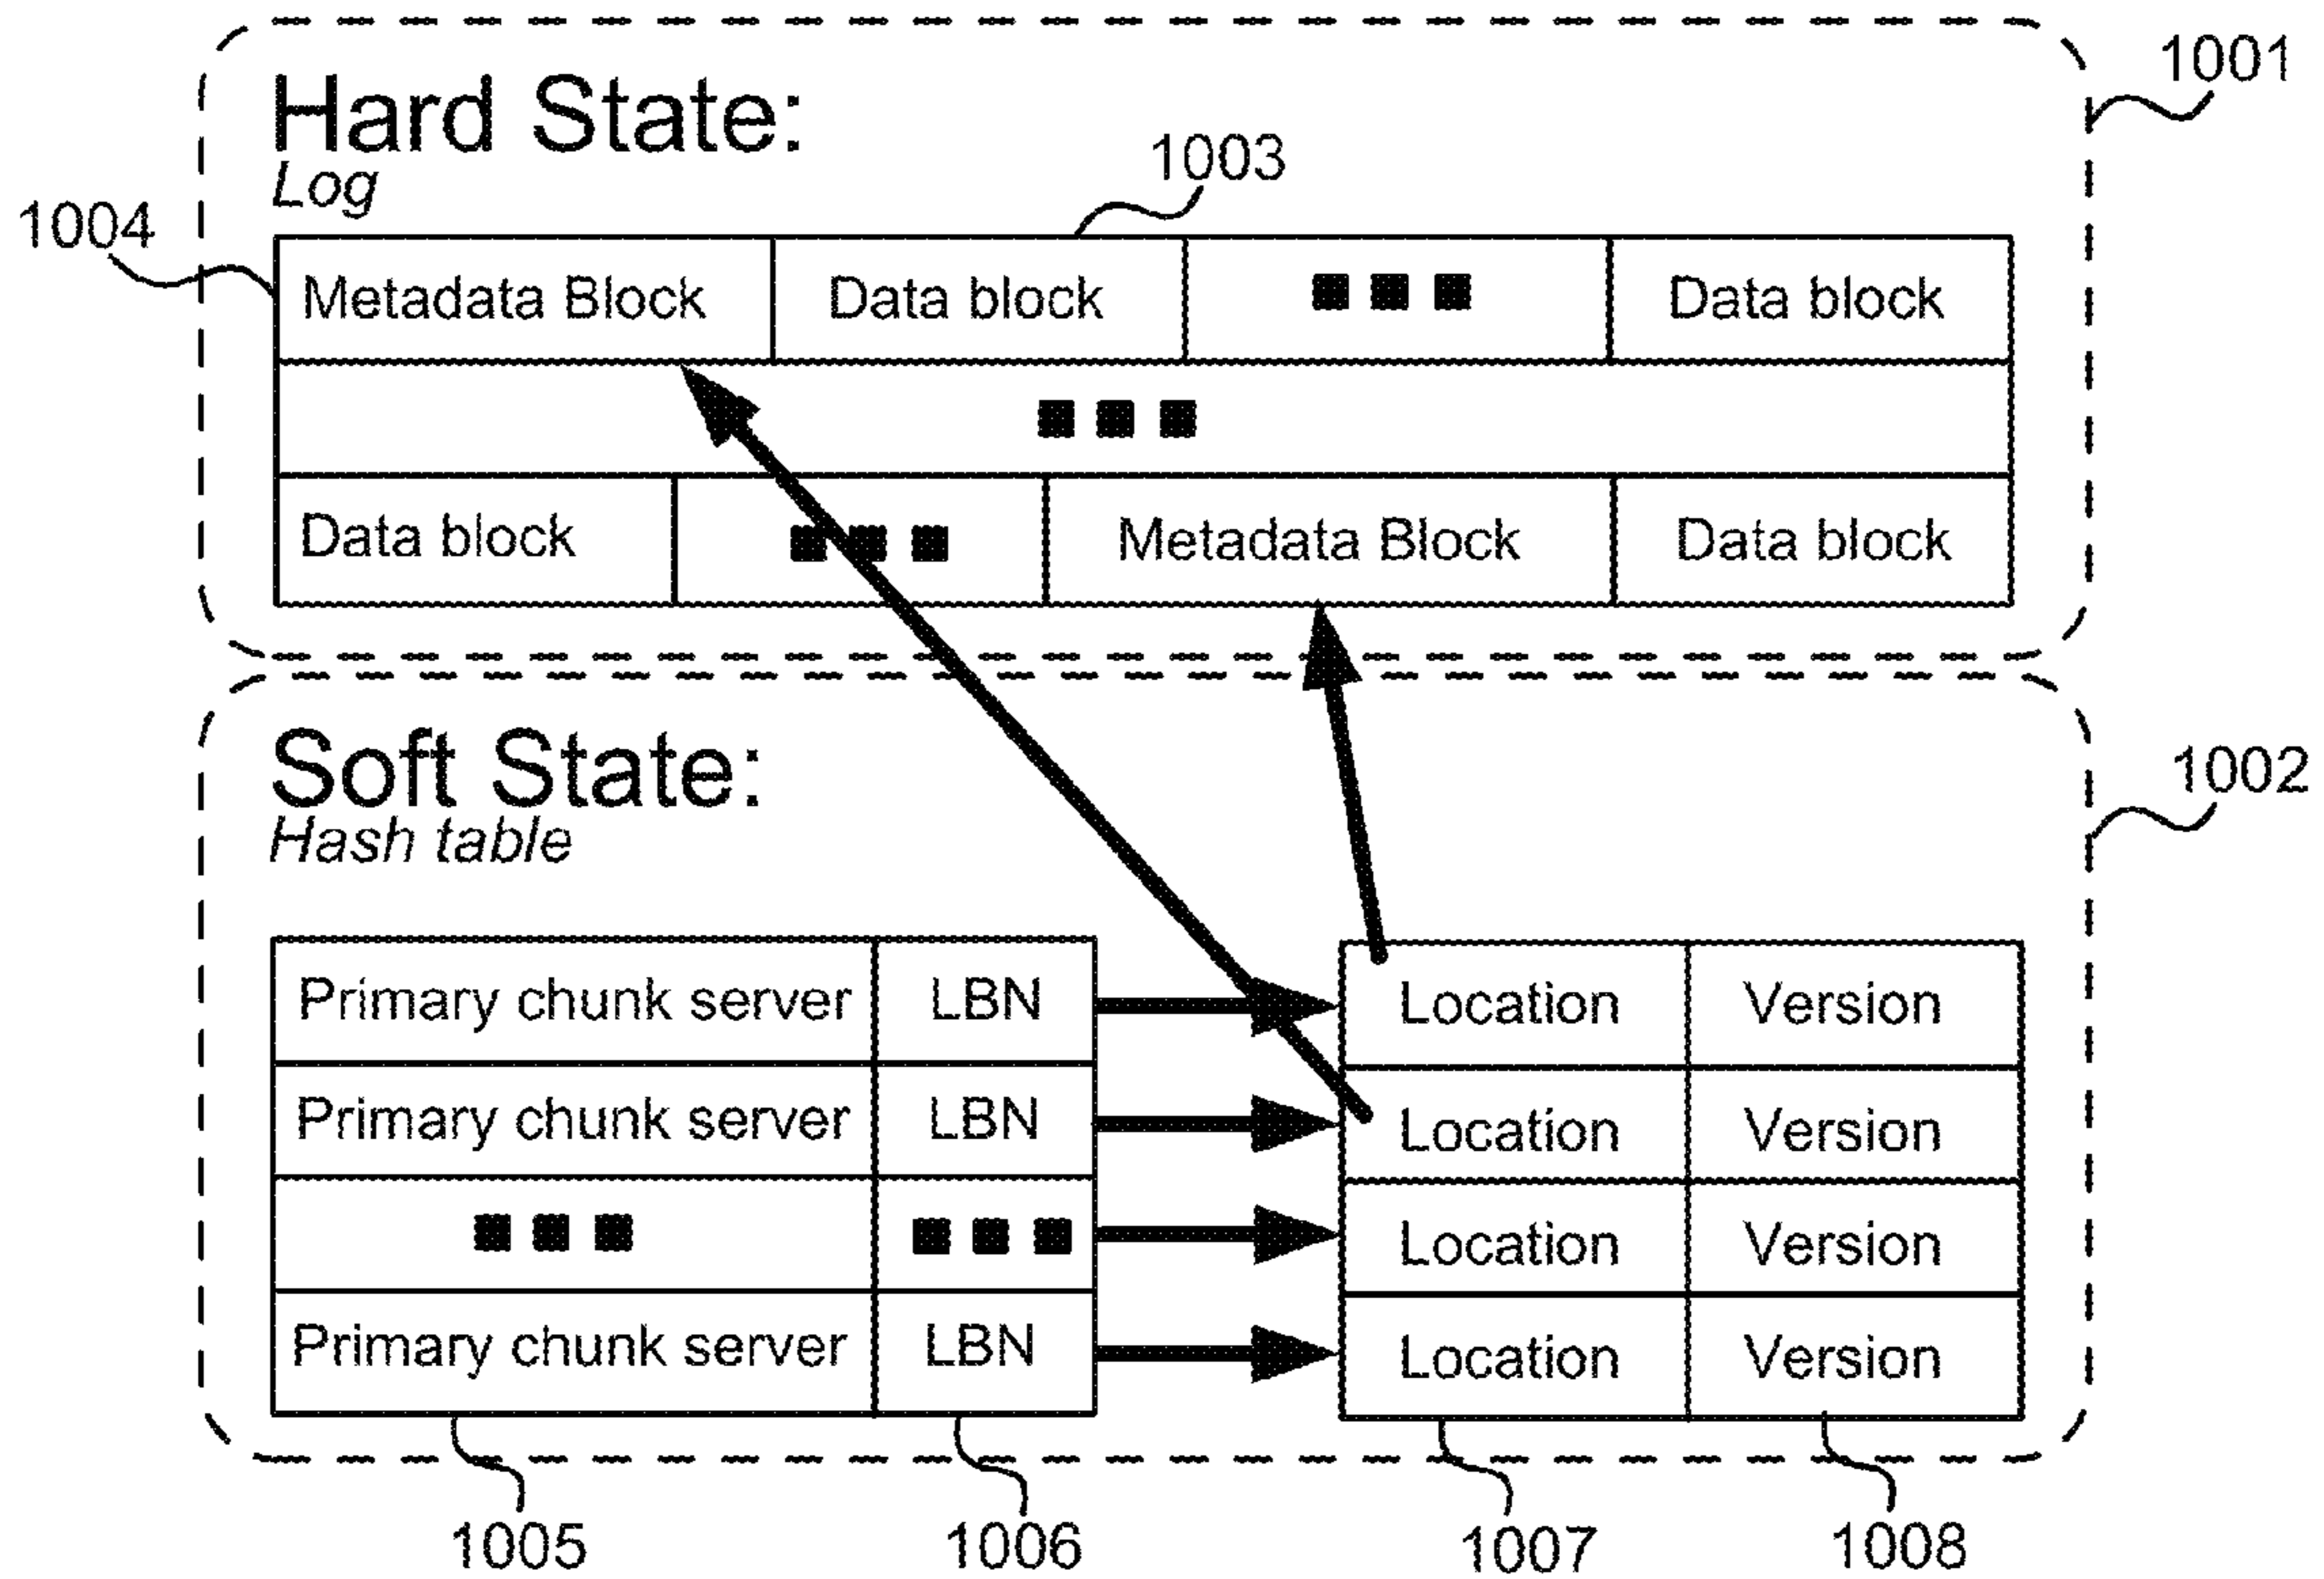 1001
Hard State:
Log
1003
1004
Metadata Block Data block Data block
Data block Metadata Block Data block
Soft State:
Hash table
1002
Primary chunk server LBN Location Version
Primary chunk server LBN Location Version
Location Version
Primary chunk server LBN Location Version
1005 1006 1007 1008